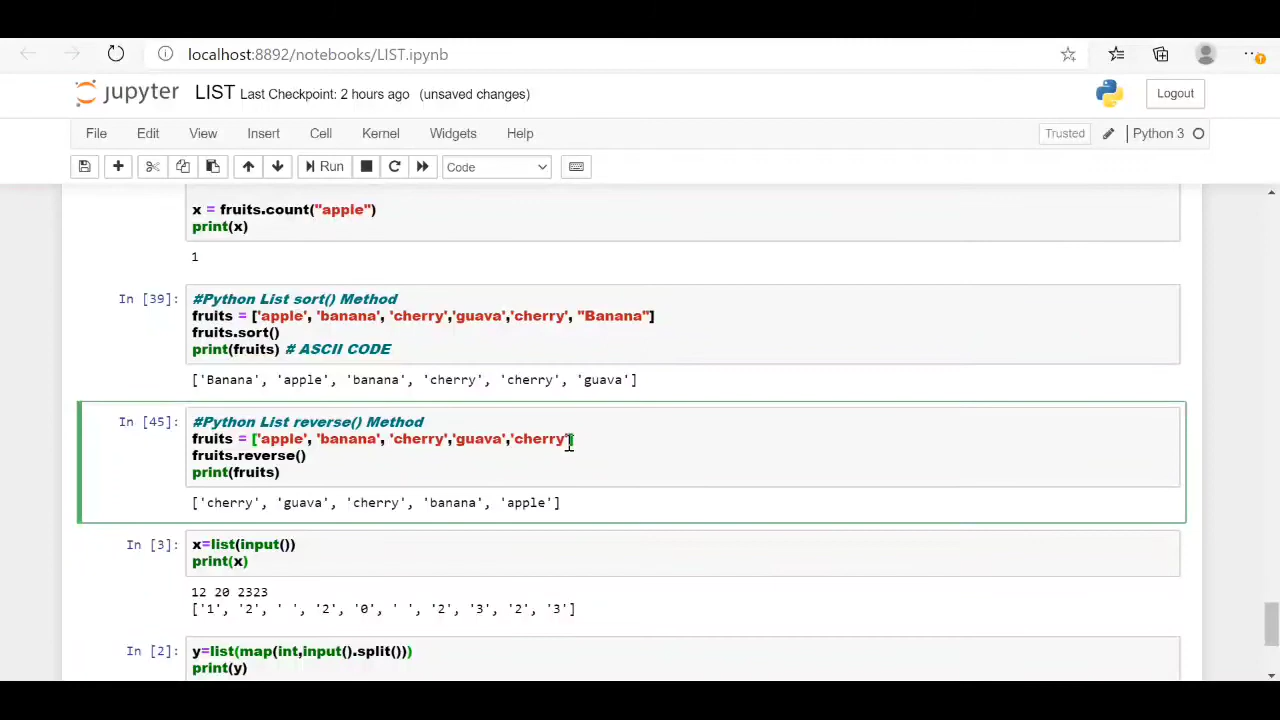 localhost:8892/notebooks/LIST.ipynb
jupyter LIST Last Checkpoint: 2 hours ago (unsaved changes) Logout
File Edit View Insert Cell Kernel Widgets Help Trusted Python 3
Run Code
x = fruits.count("apple")
print(x)
1
In [39]: #Python List sort() Method
fruits = ['apple', 'banana', 'cherry','guava','cherry', "Banana"]
fruits.sort()
print(fruits) # ASCII CODE
['Banana', 'apple', 'banana', 'cherry', 'cherry', 'guava']
In [45]: #Python List reverse() Method
fruits = ['apple', 'banana', 'cherry','guava','cherry']
fruits.reverse()
print(fruits)
['cherry', 'guava', 'cherry', 'banana', 'apple']
In [3]: x=list(input())
print(x)
12 20 2323
['1', '2', ' ', '2', '0', ' ', '2', '3', '2', '3']
In [2]: y=list(map(int,input().split()))
print(y)